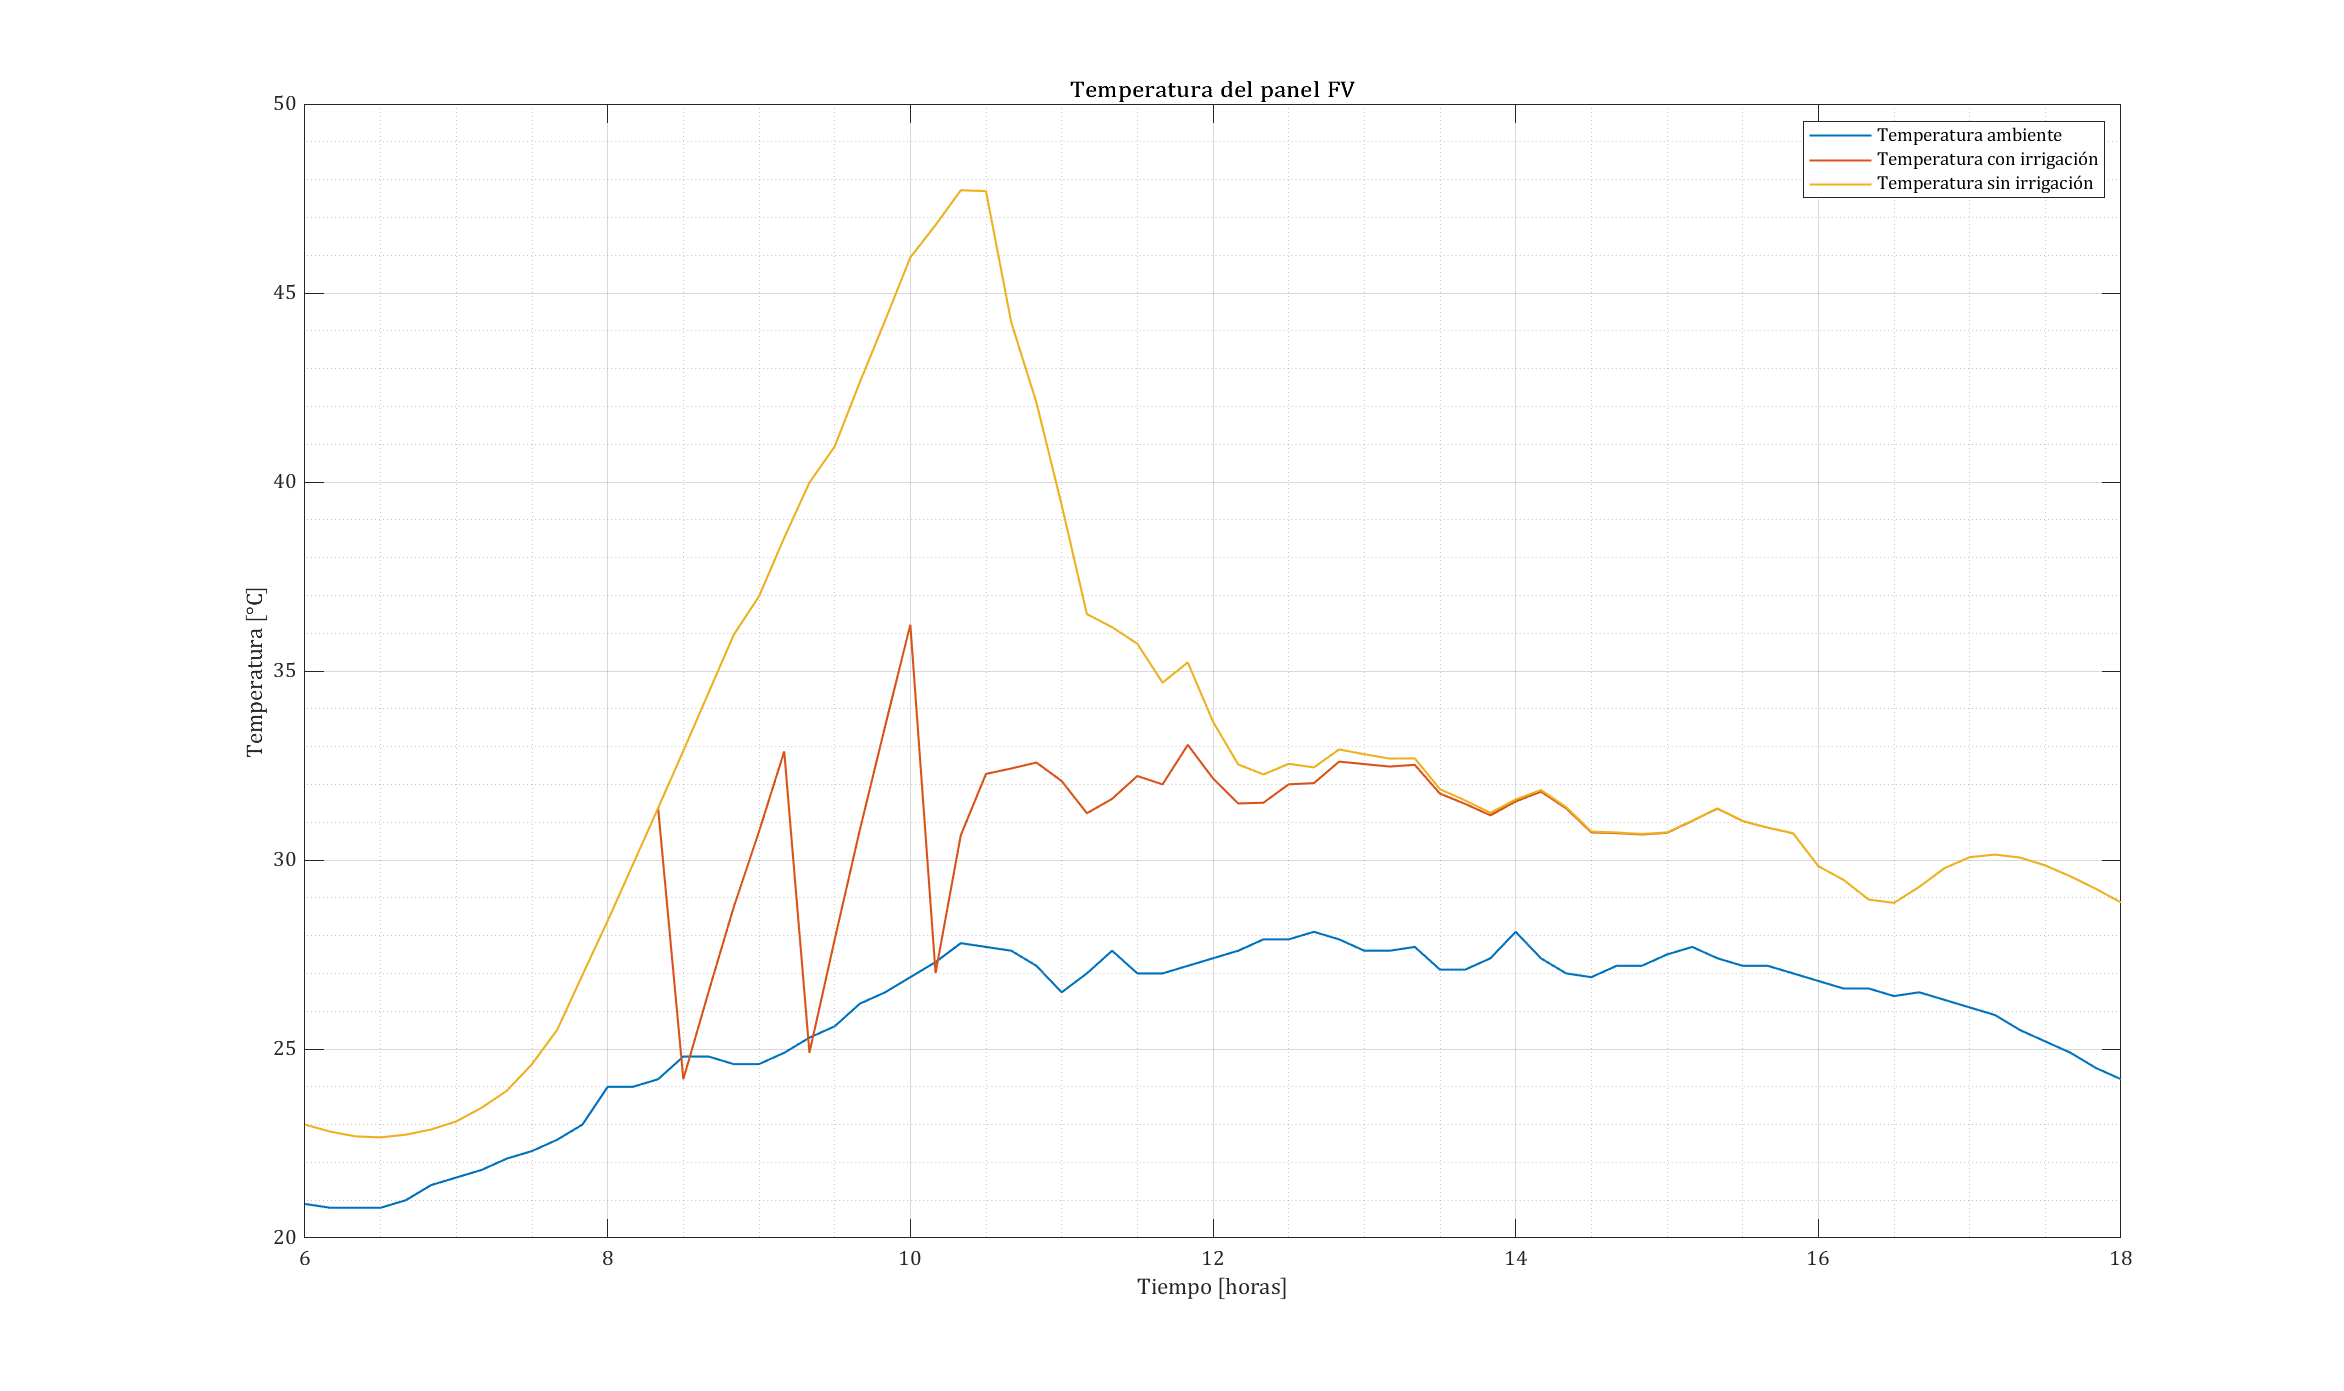 Temperatura del panel FV
50
45
40
35
30
25
20
Temperatura [°C]
Temperatura ambiente
Temperatura con irrigación
Temperatura sin irrigación
6 8 10 12 14 16 18
Tiempo [horas]